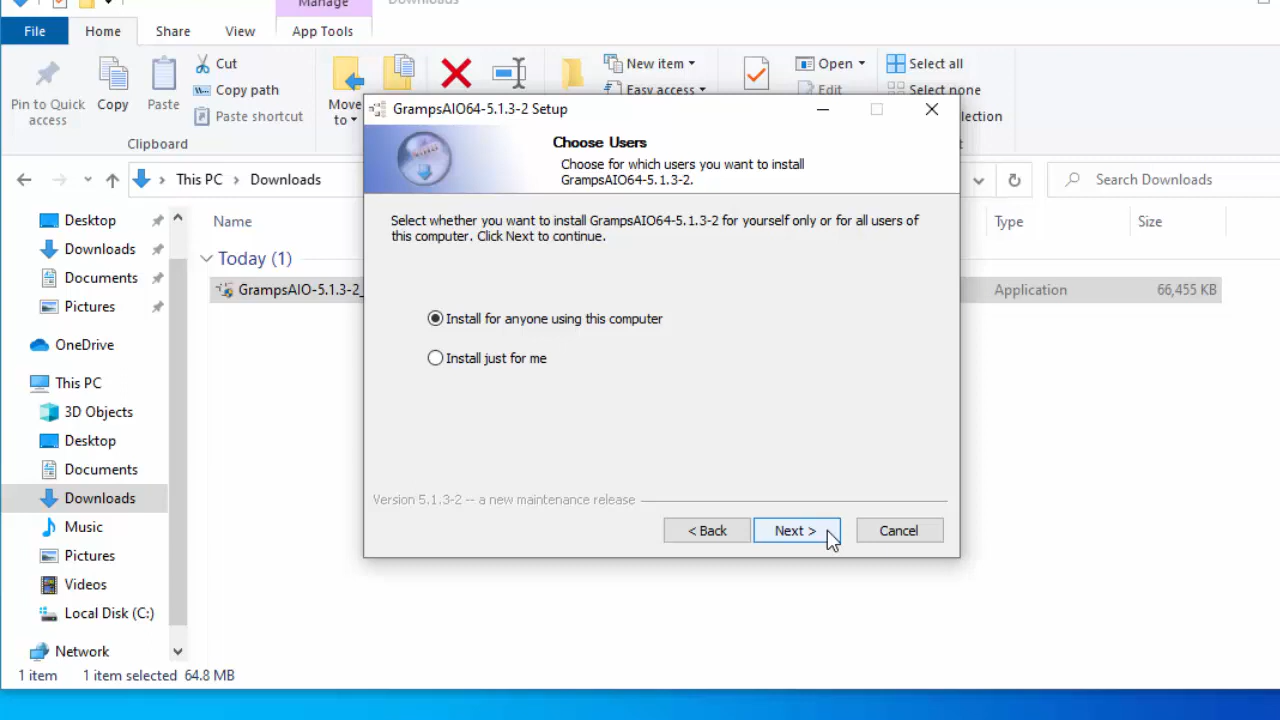 Manage
Downloads
File
Home
Share
View
App Tools
Pin to Quick
access
Copy
Paste
Cut
Copy path
Paste shortcut
Clipboard
Move
to
New item
Easy access
Open
Edit
Select all
Select none
GrampsAIO64-5.1.3-2 Setup
Choose Users
Choose for which users you want to install
GrampsAIO64-5.1.3-2.
Select whether you want to install GrampsAIO64-5.1.3-2 for yourself only or for all users of
this computer. Click Next to continue.
Install for anyone using this computer
Install just for me
Version 5.1.3-2 -- a new maintenance release
< Back
Next >
Cancel
This PC
Downloads
Search Downloads
Desktop
Downloads
Documents
Pictures
OneDrive
This PC
3D Objects
Desktop
Documents
Downloads
Music
Pictures
Videos
Local Disk (C:)
Network
Name
Type
Size
Today (1)
GrampsAIO-5.1.3-2_
Application
66,455 KB
1 item
1 item selected 64.8 MB